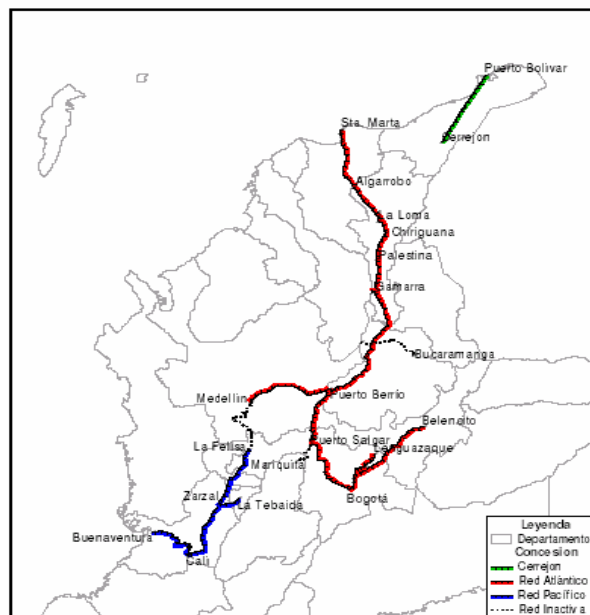 Puerto Bolivar
Cerrejon
Sta. Marta
Algarrobo
La Loma
Chiriguana
Palestina
Gamarra
Bucaramanga
Medellin
Puerto Berrio
Belencito
Puerto Salgar
Lenguazaque
La Felisa
Mariquita
Zarzal
La Tebaida
Bogotá
Buenaventura
Cali
Leyenda
Departamento
Concesion
Cerrejon
Red Atlántico
Red Pacífico
Red Inactiva